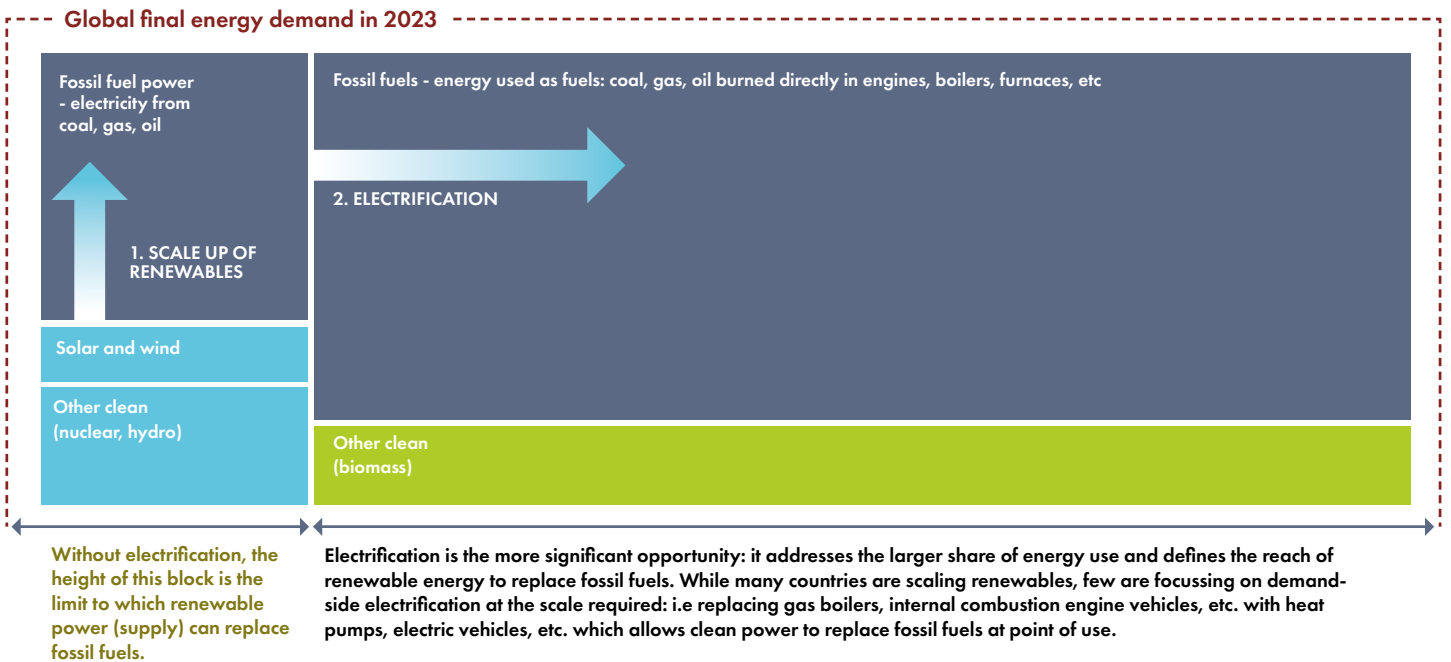 Global final energy demand in 2023
Fossil fuel power
- electricity from
coal, gas, oil
1. SCALE UP OF
RENEWABLES
Solar and wind
Other clean
(nuclear, hydro)
Fossil fuels - energy used as fuels: coal, gas, oil burned directly in engines, boilers, furnaces, etc
2. ELECTRIFICATION
Other clean
(biomass)
Without electrification, the
height of this block is the
limit to which renewable
power (supply) can replace
fossil fuels.
Electrification is the more significant opportunity: it addresses the larger share of energy use and defines the reach of
renewable energy to replace fossil fuels. While many countries are scaling renewables, few are focussing on demand-
side electrification at the scale required: i.e replacing gas boilers, internal combustion engine vehicles, etc. with heat
pumps, electric vehicles, etc. which allows clean power to replace fossil fuels at point of use.